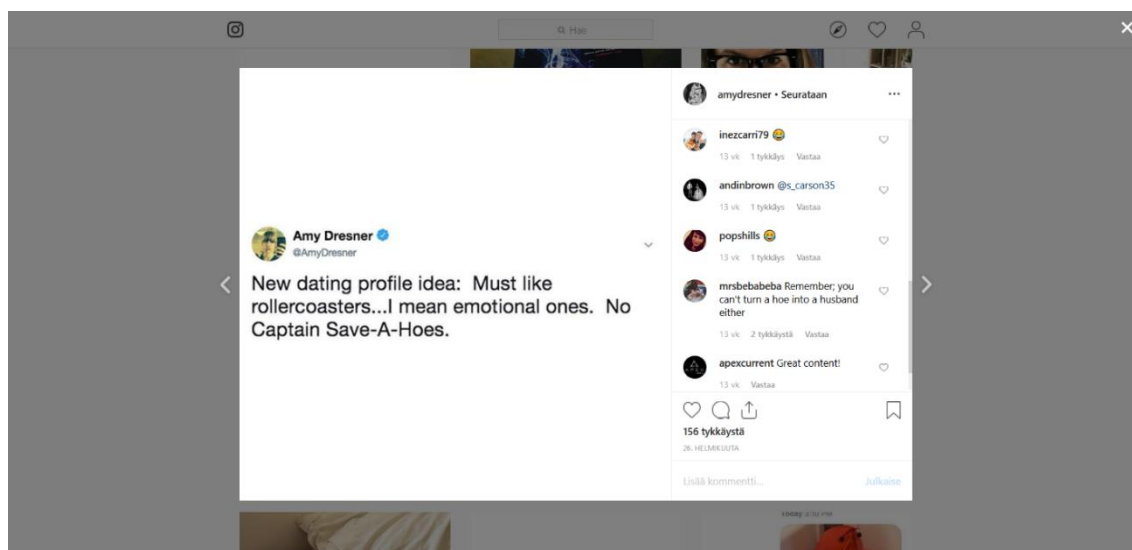 Hae
amydresner • Seurataan
inezcarri79 😂
13 vk 1 tykkäys Vastaa
andinbrown @s_carson35
13 vk 1 tykkäys Vastaa
popshills 😂
13 vk 1 tykkäys Vastaa
mrsbebabeba Remember; you
can't turn a hoe into a husband
either
13 vk 2 tykkäystä Vastaa
apexcurrent Great content!
13 vk Vastaa
156 tykkäystä
26. HELMIKUUTA
Lisää kommentti...
Julkaise
Amy Dresner
@AmyDresner
New dating profile idea:  Must like
rollercoasters...I mean emotional ones.  No
Captain Save-A-Hoes.